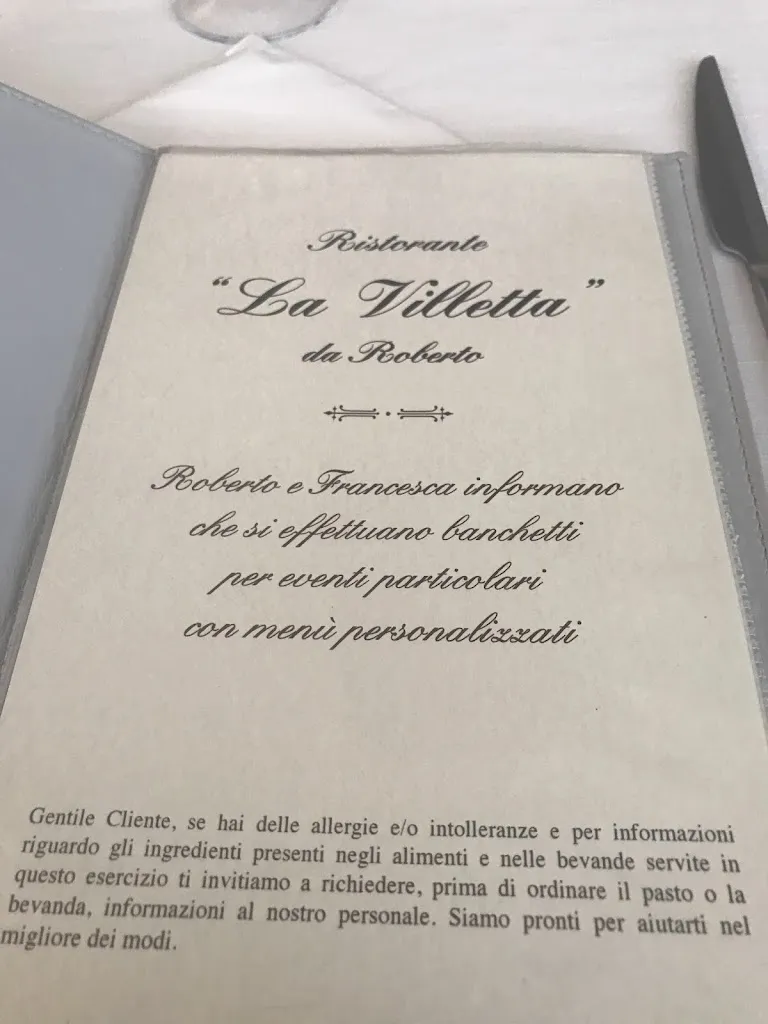 Ristorante
"La Villetta"
da Roberto
Roberto e Francesca informano
che si effettuano banchetti
per eventi particolari
con menù personalizzati
Gentile Cliente, se hai delle allergie e/o intolleranze e per informazioni
riguardo gli ingredienti presenti negli alimenti e nelle bevande servite in
questo esercizio ti invitiamo a richiedere, prima di ordinare il pasto o la
bevanda, informazioni al nostro personale. Siamo pronti per aiutarti nel
migliore dei modi.